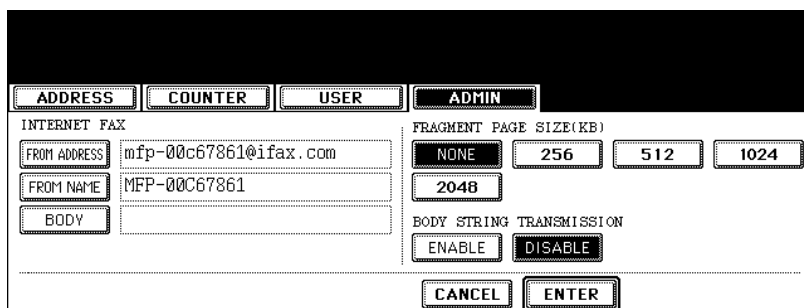 ADDRESS COUNTER USER ADMIN
INTERNET FAX
FROM ADDRESS mfp-00c67861@ifax.com
FROM NAME MFP-00C67861
BODY
FRAGMENT PAGE SIZE(KB)
NONE 256 512 1024
2048
BODY STRING TRANSMISSION
ENABLE DISABLE
CANCEL ENTER